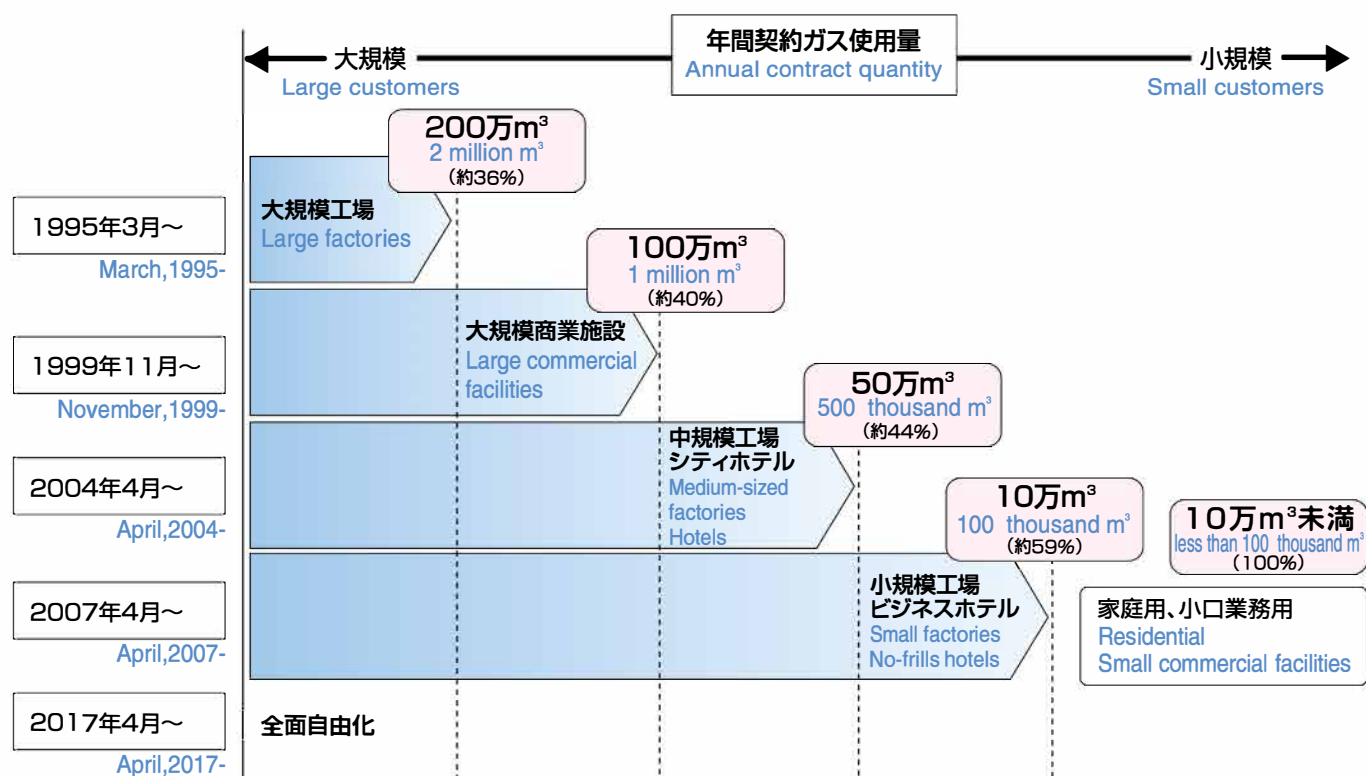 年間契約ガス使用量
Annual contract quantity
大規模
Large customers
小規模
Small customers
200万m³
2 million m³
(約36%)
1995年3月～
March,1995-
大規模工場
Large factories
100万m³
1 million m³
(約40%)
1999年11月～
November,1999-
大規模商業施設
Large commercial
facilities
50万m³
500 thousand m³
(約44%)
2004年4月～
April,2004-
中規模工場
シティホテル
Medium-sized
factories
Hotels
10万m³
100 thousand m³
(約59%)
10万m³未満
less than 100 thousand m³
(100%)
2007年4月～
April,2007-
小規模工場
ビジネスホテル
Small factories
No-frills hotels
家庭用、小口業務用
Residential
Small commercial facilities
2017年4月～
April,2017-
全面自由化